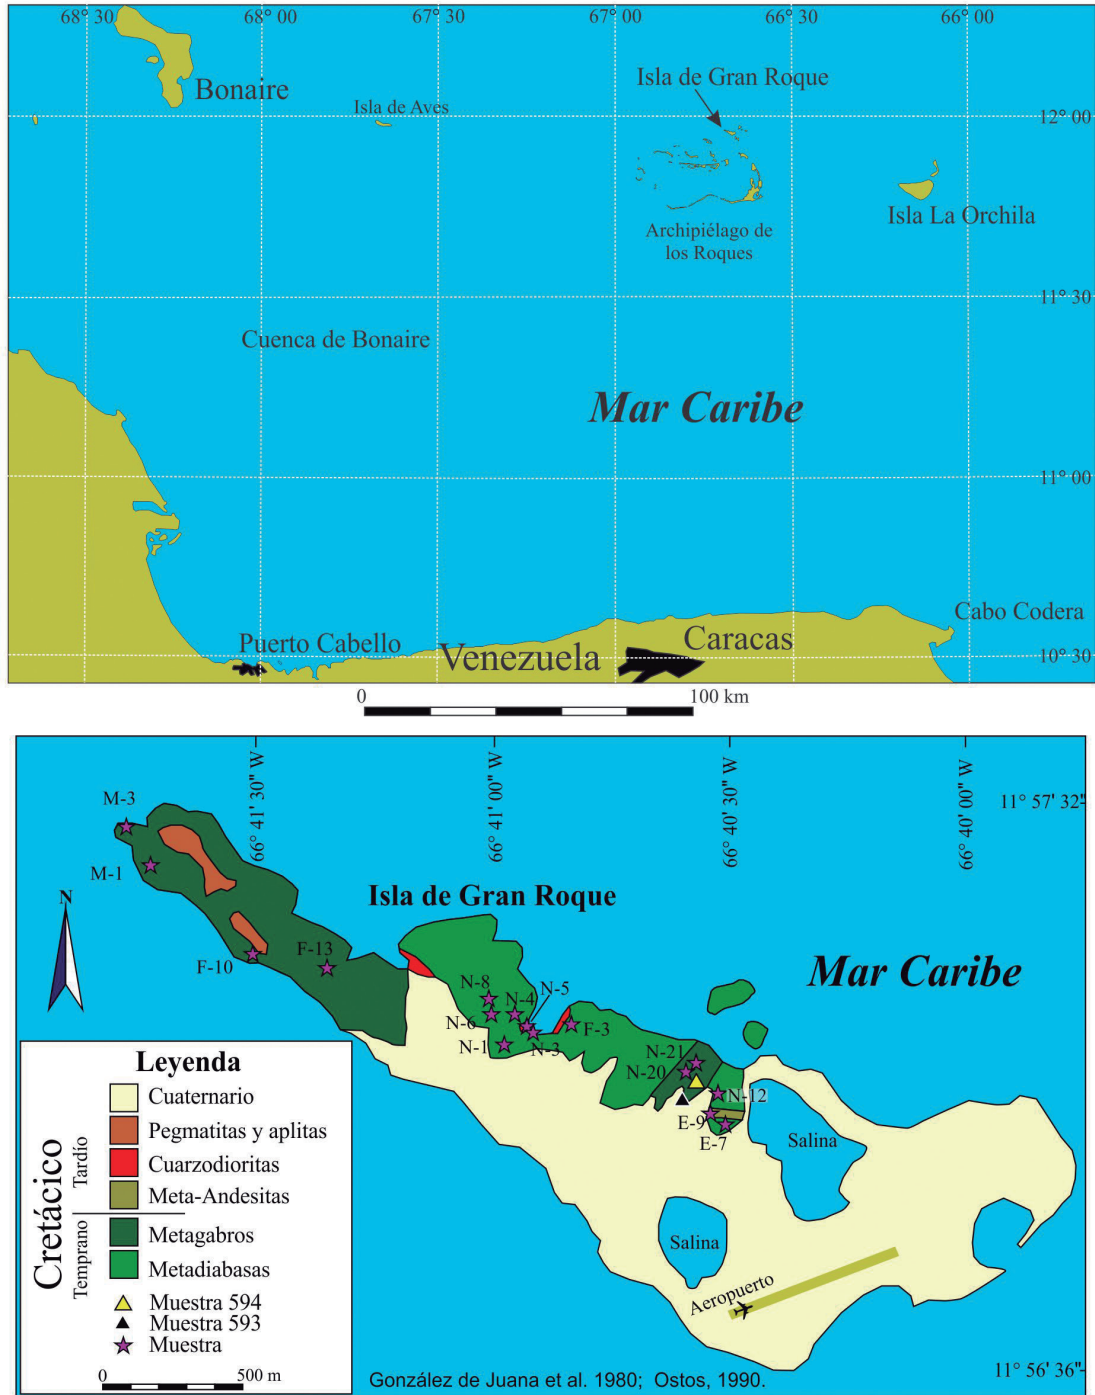 68° 30
68° 00
67° 30
67° 00
66° 30
66° 00
Bonaire
Isla de Aves
Isla de Gran Roque
12° 00
Isla La Orchila
Archipiélago de
los Roques
11° 30
Cuenca de Bonaire
Mar Caribe
11° 00
Cabo Codera
Puerto Cabello
Venezuela
Caracas
10° 30
0
100 km
66° 41' 30" W
66° 41' 00" W
66° 40' 30" W
66° 40' 00" W
11° 57' 32"
M-3
M-1
N
Isla de Gran Roque
F-10
F-13
Mar Caribe
N-8
N-4
N-5
N-6
N-1
N-3
F-3
N-21
N-20
N-12
E-9
E-7
Salina
Salina
Aeropuerto
Leyenda
Cuaternario
Pegmatitas y aplitas
Cuarzodioritas
Meta-Andesitas
Metagabros
Metadiabasas
Cretácico
Tardío
Temprano
Muestra 594
Muestra 593
Muestra
0
500 m
González de Juana et al. 1980; Ostos, 1990.
11° 56' 36"